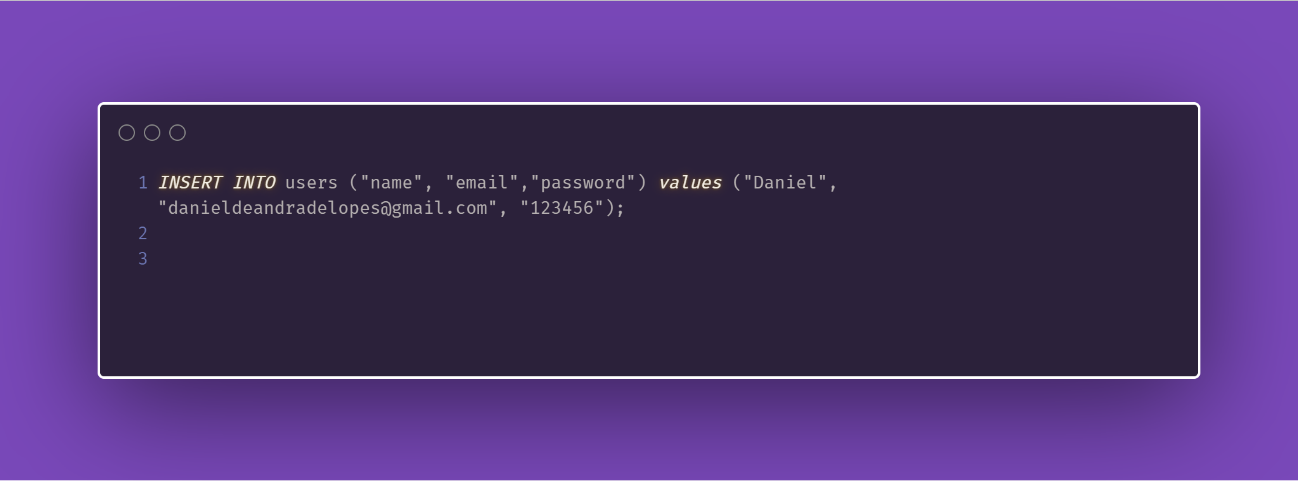 1 INSERT INTO users ("name", "email","password") values ("Daniel",
"danieldeandradelopes@gmail.com", "123456");
2
3